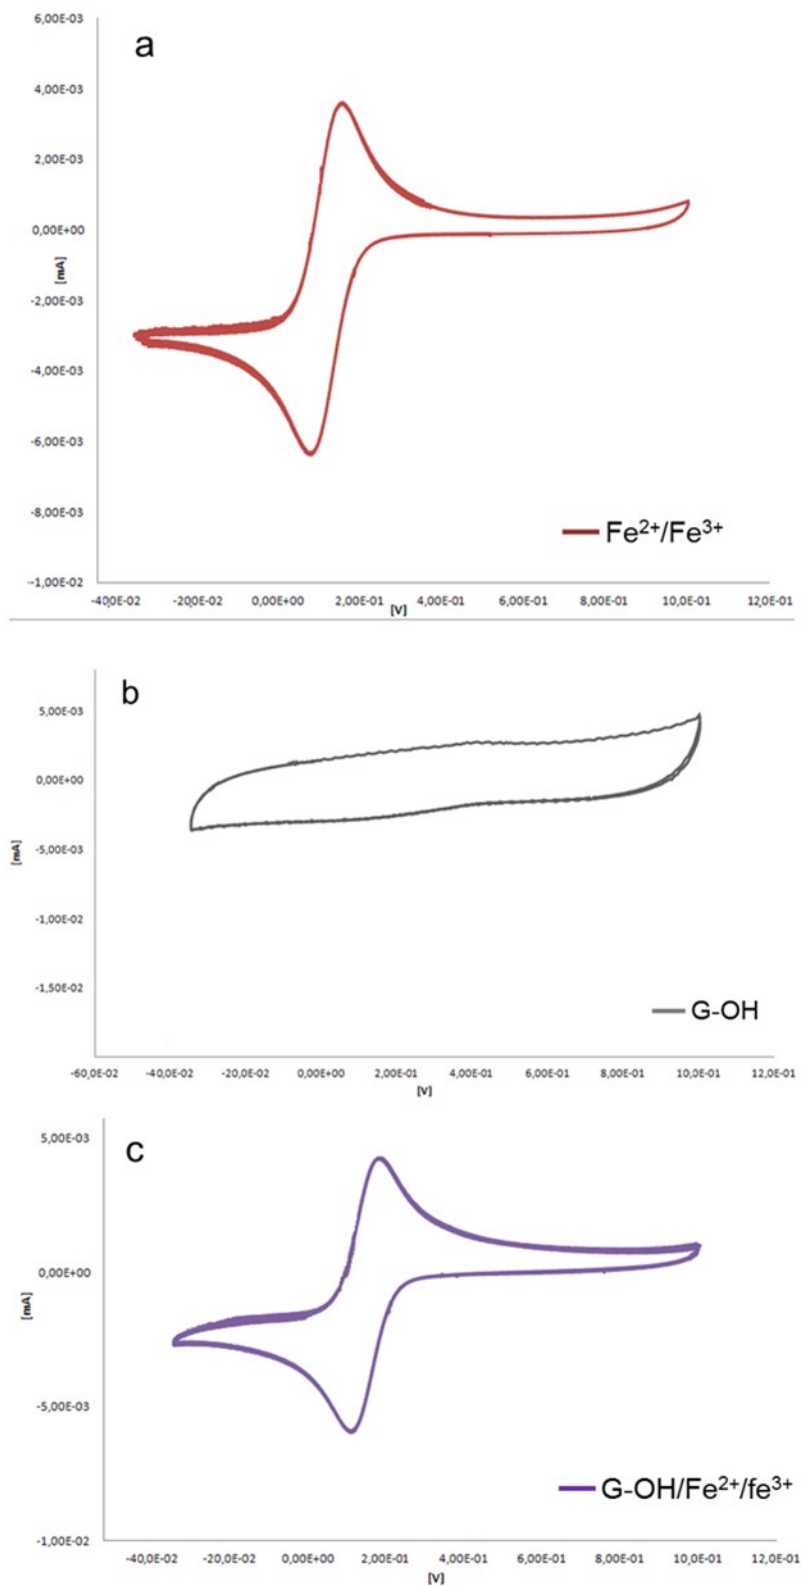 a
6,00E-03
4,00E-03
2,00E-03
0,00E+00
[mA]
-2,00E-03
-4,00E-03
-6,00E-03
-8,00E-03
-1,00E-02
Fe²⁺/Fe³⁺
-40,0E-02 -20,0E-02 0,00E+00 2,00E-01 4,00E-01 6,00E-01 8,00E-01 10,0E-01 12,0E-01
[V]
b
5,00E-03
0,00E+00
[mA]
-5,00E-03
-1,00E-02
-1,50E-02
G-OH
-60,0E-02 -40,0E-02 -20,0E-02 0,00E+00 2,00E-01 4,00E-01 6,00E-01 8,00E-01 10,0E-01 12,0E-01
[V]
c
5,00E-03
0,00E+00
[mA]
-5,00E-03
-1,00E-02
G-OH/Fe²⁺/fe³⁺
-40,0E-02 -20,0E-02 0,00E+00 2,00E-01 4,00E-01 6,00E-01 8,00E-01 10,0E-01 12,0E-01
[V]